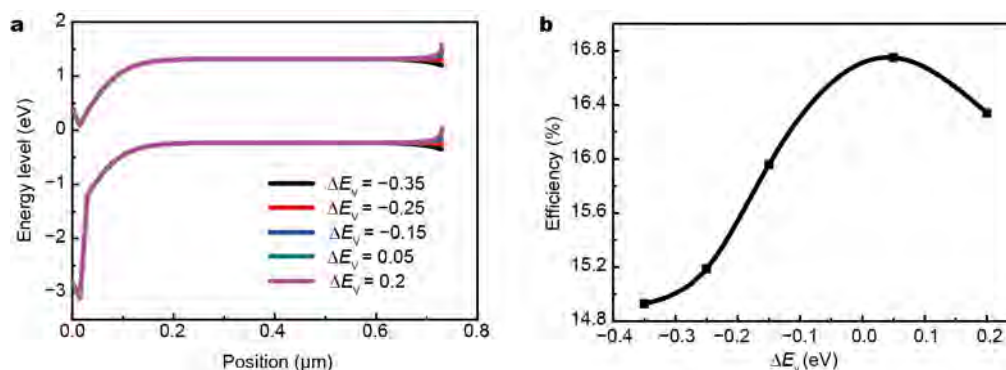 a
2
1
0
−1
−2
−3
Energy level (eV)
ΔEᵥ = −0.35
ΔEᵥ = −0.25
ΔEᵥ = −0.15
ΔEᵥ = 0.05
ΔEᵥ = 0.2
0.0 0.2 0.4 0.6 0.8
Position (μm)
b
16.8
16.4
16.0
15.6
15.2
14.8
Efficiency (%)
−0.4 −0.3 −0.2 −0.1 0.0 0.1 0.2
ΔEᵥ (eV)